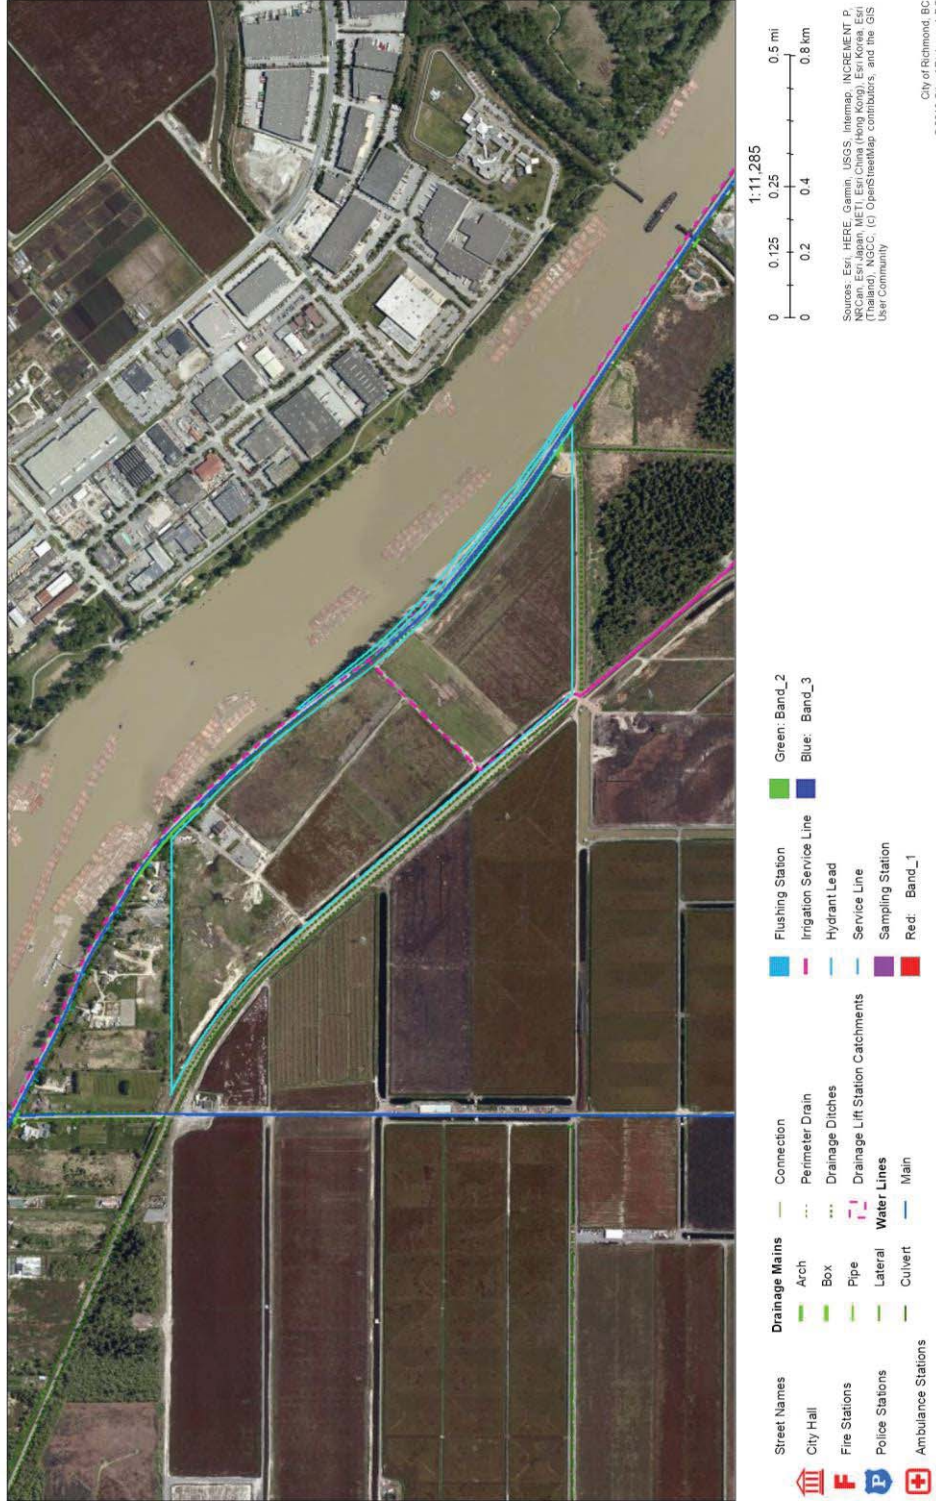 1:11,285
0 0.125 0.25 0.5 mi
0 0.2 0.4 0.8 km
Sources: Esri, HERE, Garmin, USGS, Intermap, INCREMENT P,
NRCan, Esri Japan, METI, Esri China (Hong Kong), Esri Korea, Esri
(Thailand), NGCC, (c) OpenStreetMap contributors, and the GIS
User Community
City of Richmond, BC
Street Names
City Hall
F Fire Stations
P Police Stations
Ambulance Stations
Drainage Mains
Arch
Box
Pipe
Lateral
Culvert
Connection
Perimeter Drain
Drainage Ditches
Drainage Lift Station Catchments
Water Lines
Main
Flushing Station
Irrigation Service Line
Hydrant Lead
Service Line
Sampling Station
Red: Band_1
Green: Band_2
Blue: Band_3